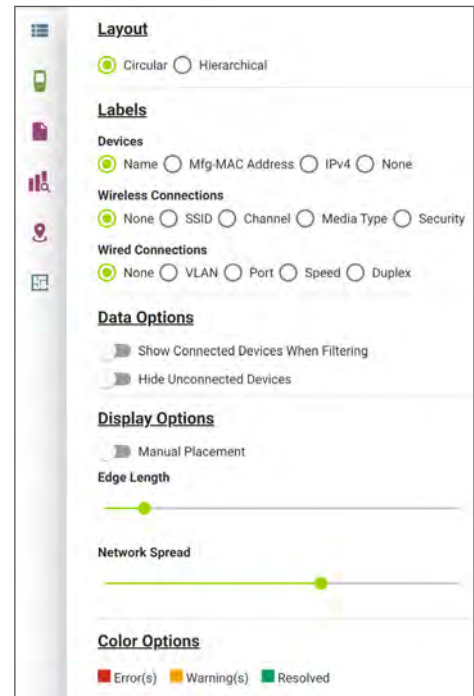 Layout
Circular Hierarchical
Labels
Devices
Name Mfg-MAC Address IPv4 None
Wireless Connections
None SSID Channel Media Type Security
Wired Connections
None VLAN Port Speed Duplex
Data Options
Show Connected Devices When Filtering
Hide Unconnected Devices
Display Options
Manual Placement
Edge Length
Network Spread
Color Options
Error(s) Warning(s) Resolved